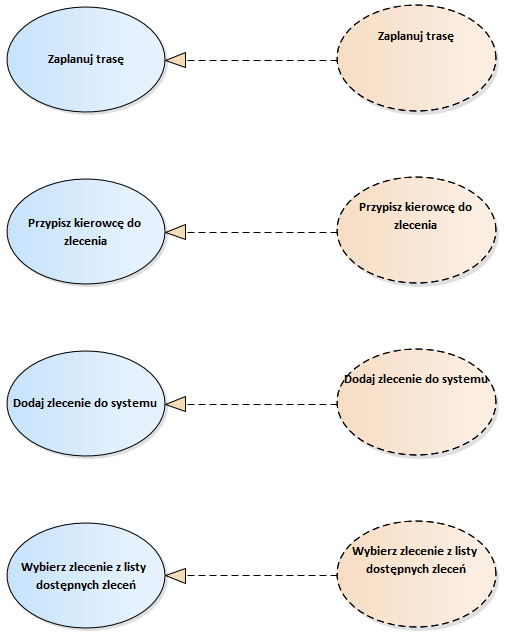 Zaplanuj trasę
Zaplanuj trasę
Przypisz kierowcę do
zlecenia
Przypisz kierowcę do
zlecenia
Dodaj zlecenie do systemu
Dodaj zlecenie do systemu
Wybierz zlecenie z listy
dostępnych zleceń
Wybierz zlecenie z listy
dostępnych zleceń